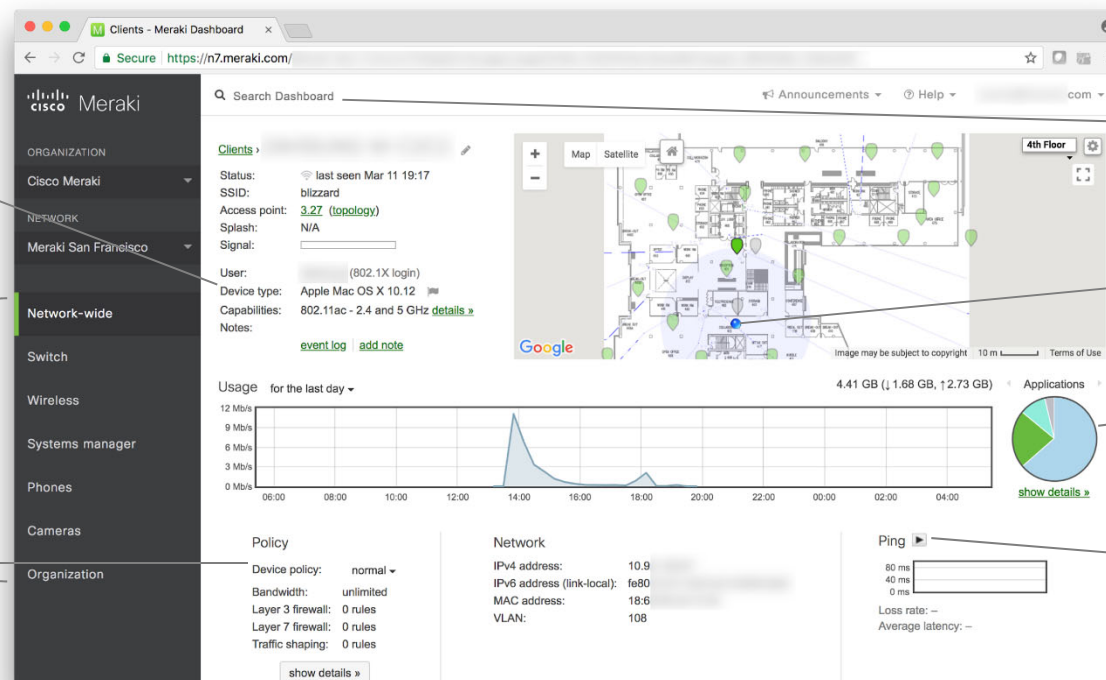 Clients - Meraki Dashboard
Secure https://n7.meraki.com/
CISCO Meraki
Search Dashboard
Announcements
Help
com
ORGANIZATION
Cisco Meraki
NETWORK
Meraki San Francisco
Network-wide
Switch
Wireless
Systems manager
Phones
Cameras
Organization
Clients ›
Status: last seen Mar 11 19:17
SSID: blizzard
Access point: 3.27 (topology)
Splash: N/A
Signal:
User: (802.1X login)
Device type: Apple Mac OS X 10.12
Capabilities: 802.11ac - 2.4 and 5 GHz details »
Notes:
event log add note
+
−
Map Satellite
4th Floor
Google
Image may be subject to copyright 10 m Terms of Use
Usage for the last day
4.41 GB (↓1.68 GB, ↑2.73 GB)
Applications
12 Mb/s
9 Mb/s
6 Mb/s
3 Mb/s
0 Mb/s
06:00 08:00 10:00 12:00 14:00 16:00 18:00 20:00 22:00 00:00 02:00 04:00
show details »
Policy
Device policy: normal
Bandwidth: unlimited
Layer 3 firewall: 0 rules
Layer 7 firewall: 0 rules
Traffic shaping: 0 rules
show details »
Network
IPv4 address: 10.9
IPv6 address (link-local): fe80
MAC address: 18:6
VLAN: 108
Ping
80 ms
40 ms
0 ms
Loss rate: –
Average latency: –